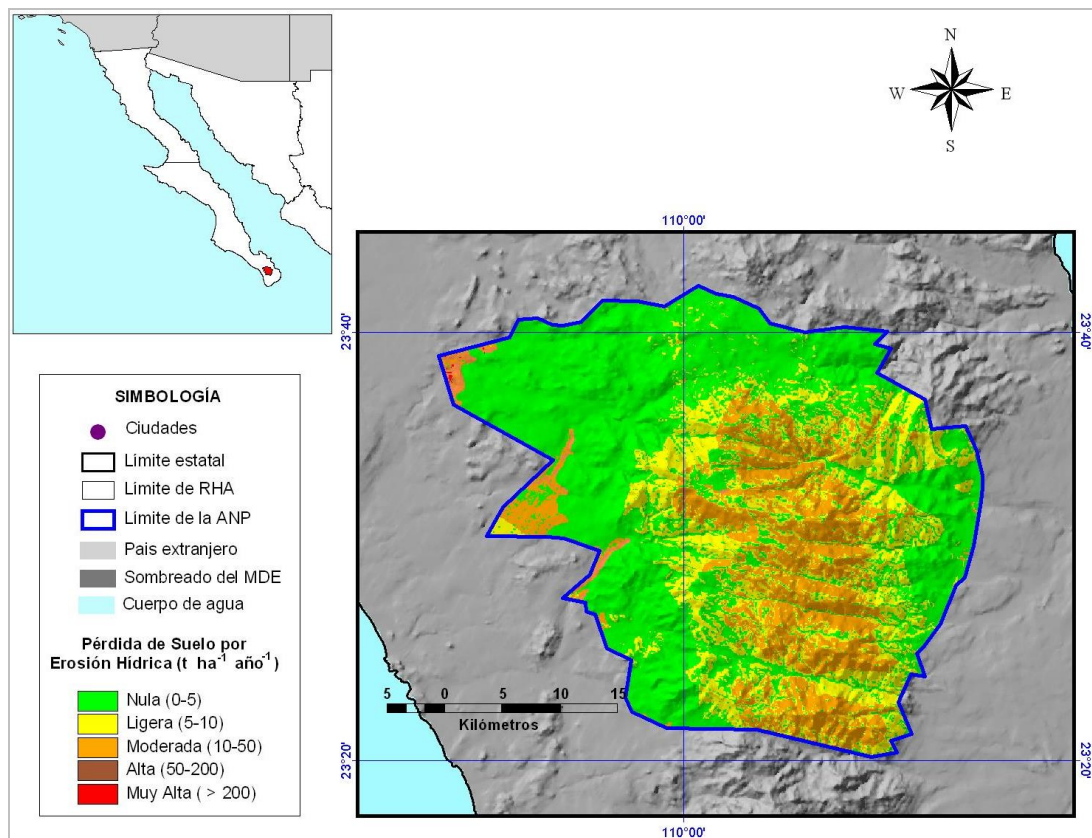 N
W
E
S
110°00'
23°40'
23°40'
SIMBOLOGÍA
Ciudades
Limite estatal
Limite de RHA
Limite de la ANP
Pais extranjero
Sombreado del MDE
Cuerpo de agua
Pérdida de Suelo por
Erosión Hídrica (t ha⁻¹ año⁻¹)
Nula (0-5)
Ligera (5-10)
Moderada (10-50)
Alta (50-200)
Muy Alta ( > 200)
5 0 5 10 15
Kilómetros
23°20'
23°20'
110°00'